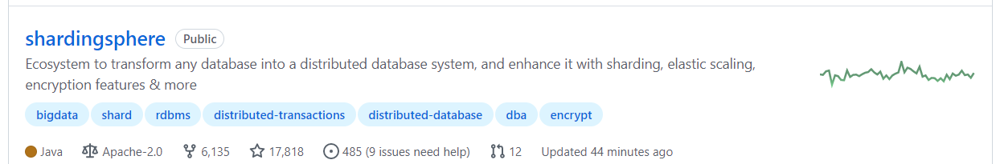 shardingsphere Public
Ecosystem to transform any database into a distributed database system, and enhance it with sharding, elastic scaling,
encryption features & more
bigdata shard rdbms distributed-transactions distributed-database dba encrypt
Java Apache-2.0 6,135 17,818 485 (9 issues need help) 12 Updated 44 minutes ago